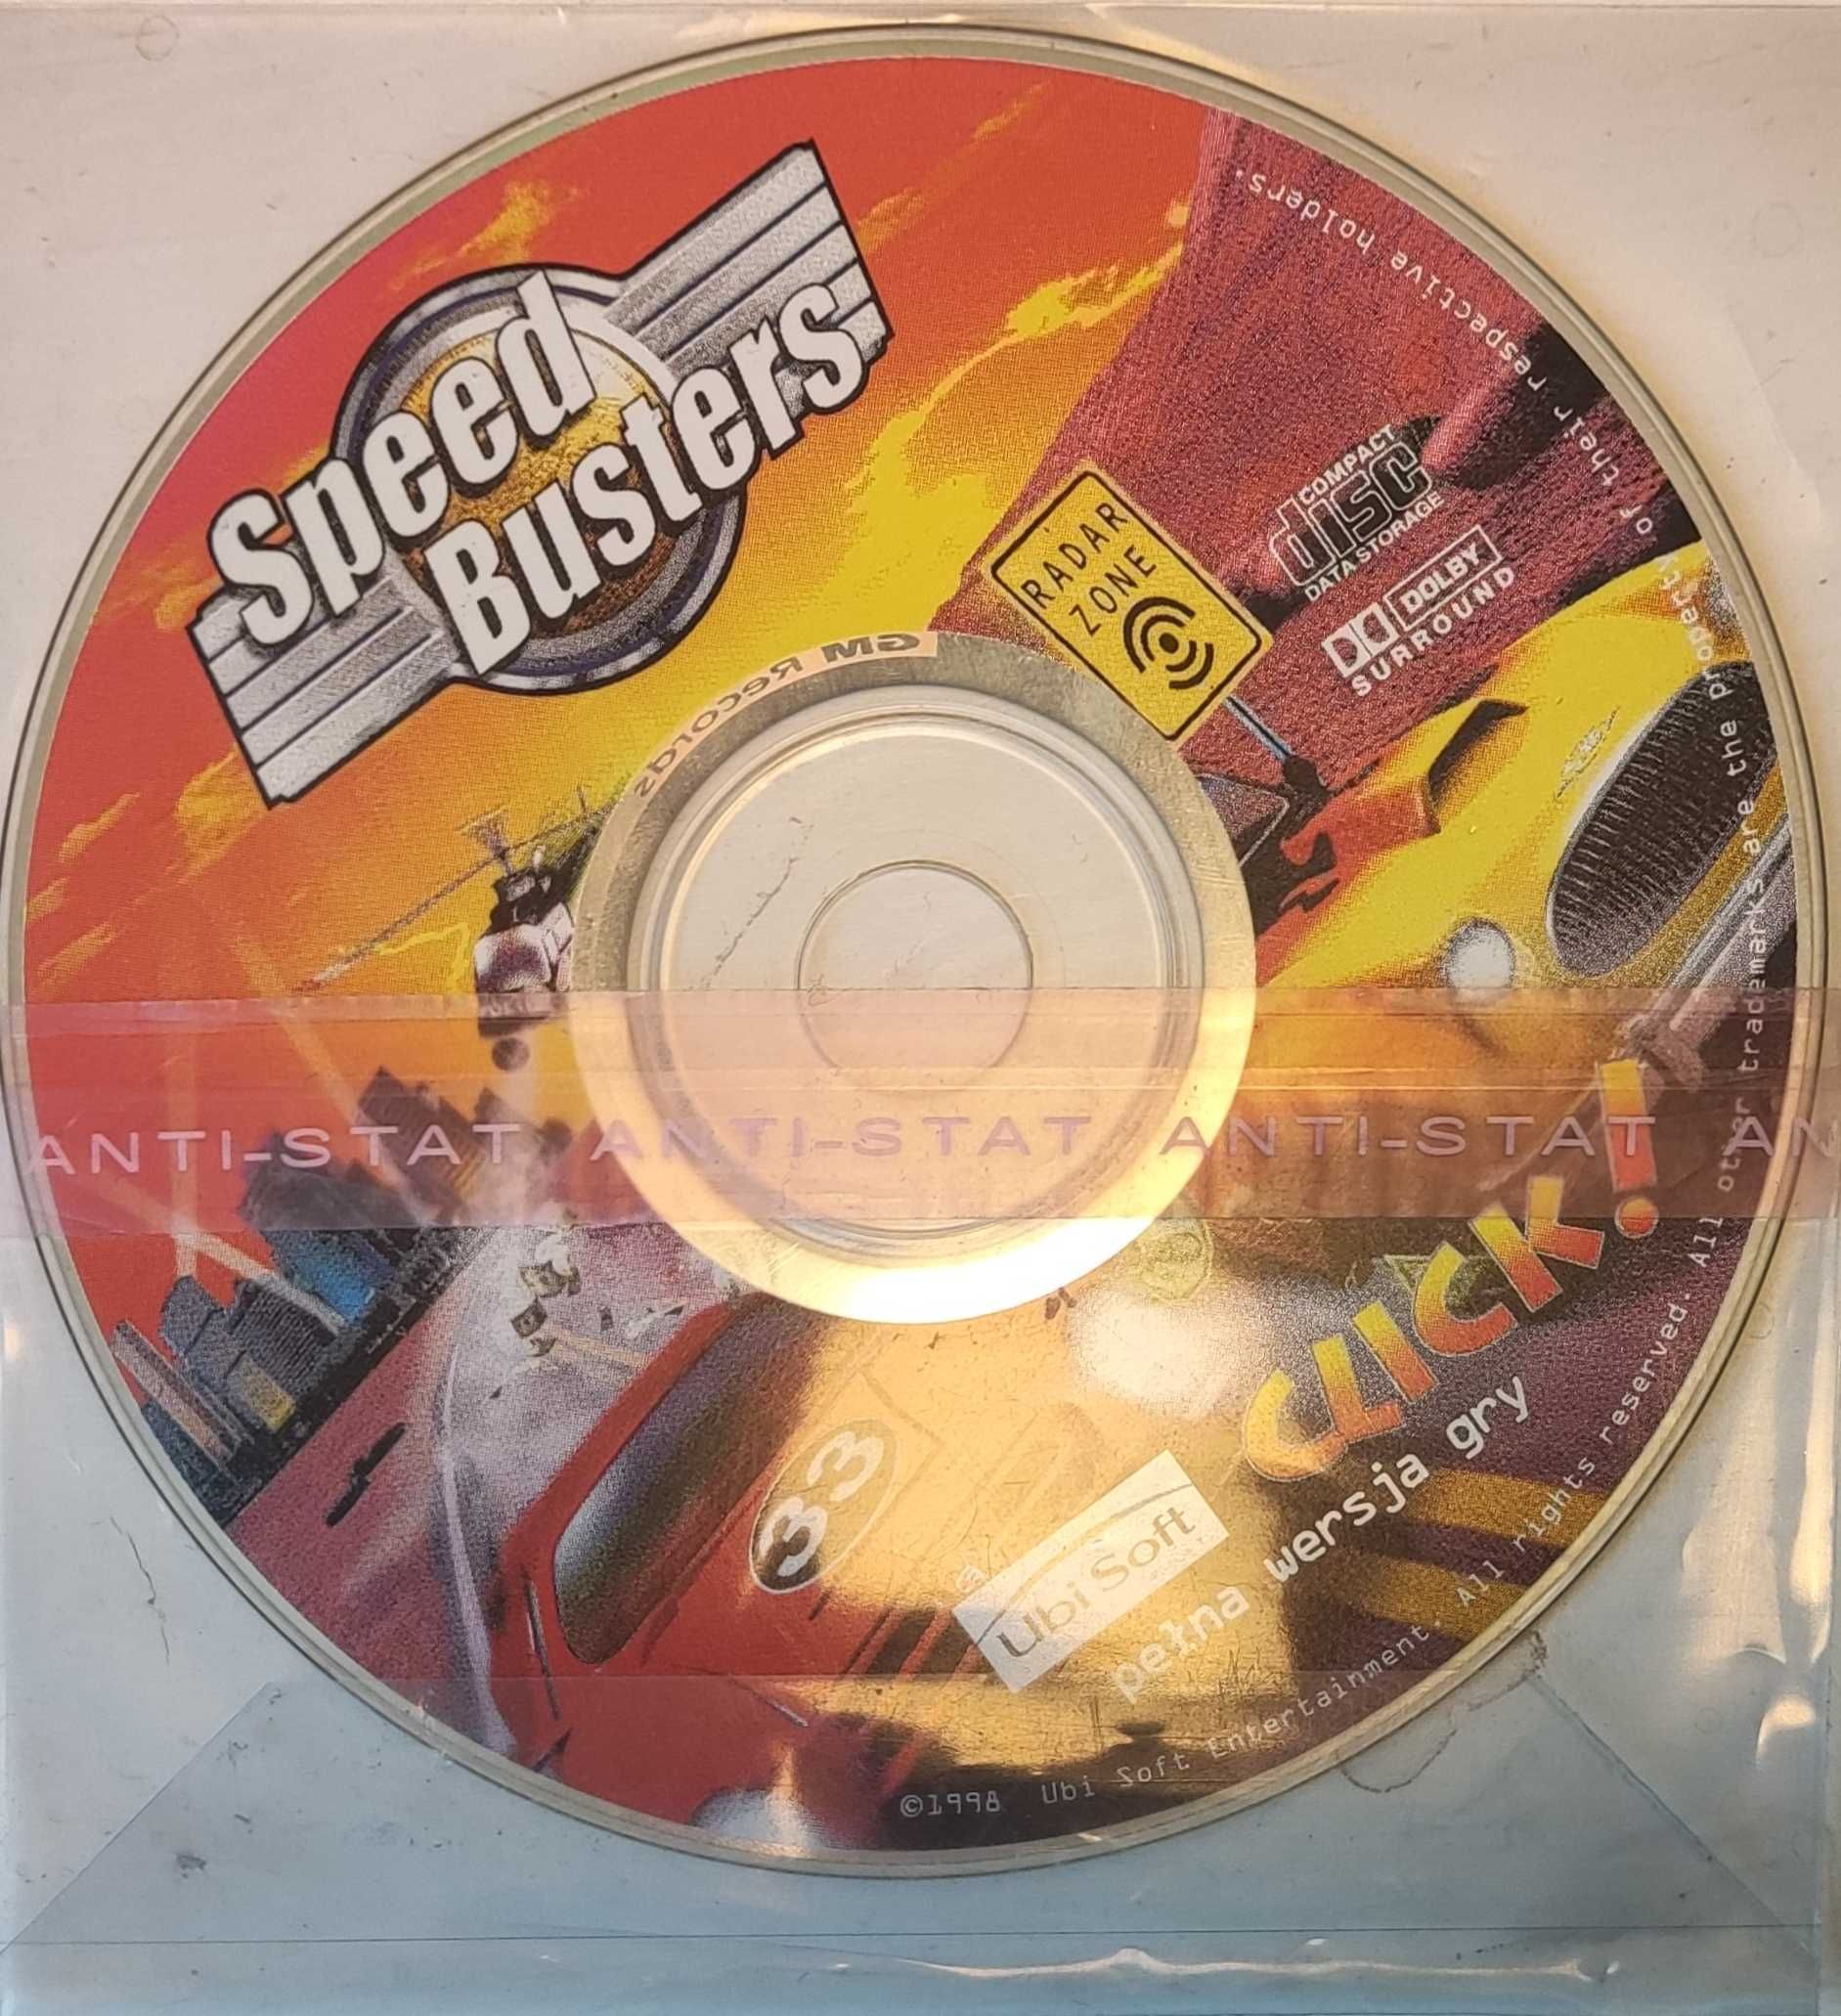 Speed
Busters
RADAR
ZONE
COMPACT
disc
DATA STORAGE
DOLBY
SURROUND
GM Records
ANTI-STAT ANTI-STAT ANTI-STAT AN
33
CLICK!
Ubi Soft
pełna wersja gry
©1998 Ubi Soft Entertainment. All rights reserved. All other trademarks are the property of their respective holders.